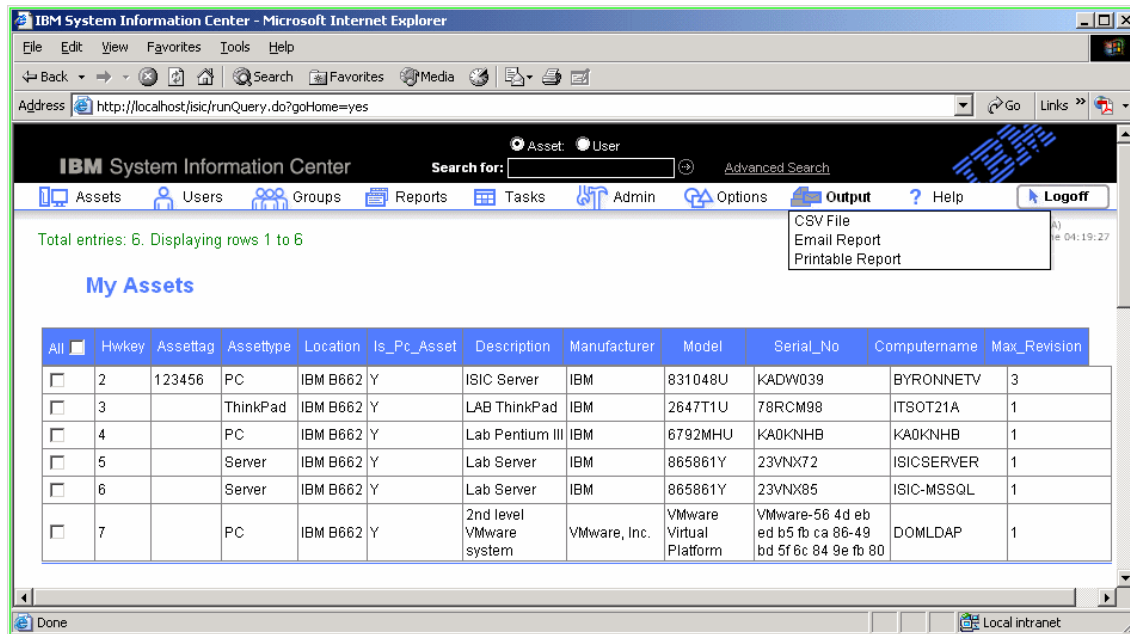 IBM System Information Center - Microsoft Internet Explorer
File Edit View Favorites Tools Help
Back Search Favorites Media
Address http://localhost/isic/runQuery.do?goHome=yes Go Links »
Asset: User
IBM System Information Center Search for: Advanced Search IBM
Assets Users Groups Reports Tasks Admin Options Output ? Help Logoff
CSV File
Email Report
Printable Report
A)
04:19:27
Total entries: 6. Displaying rows 1 to 6
My Assets
All Hwkey Assettag Assettype Location Is_Pc_Asset Description Manufacturer Model Serial_No Computername Max_Revision
2 123456 PC IBM B662 Y ISIC Server IBM 831048U KADW039 BYRONNETV 3
3 ThinkPad IBM B662 Y LAB ThinkPad IBM 2647T1U 78RCM98 ITSOT21A 1
4 PC IBM B662 Y Lab Pentium III IBM 6792MHU KA0KNHB KA0KNHB 1
5 Server IBM B662 Y Lab Server IBM 865861Y 23VNX72 ISICSERVER 1
6 Server IBM B662 Y Lab Server IBM 865861Y 23VNX85 ISIC-MSSQL 1
7 PC IBM B662 Y 2nd level VMware system VMware, Inc. VMware Virtual Platform VMware-56 4d eb ed b5 fb ca 86-49 bd 5f 6c 84 9e fb 80 DOMLDAP 1
Done Local intranet